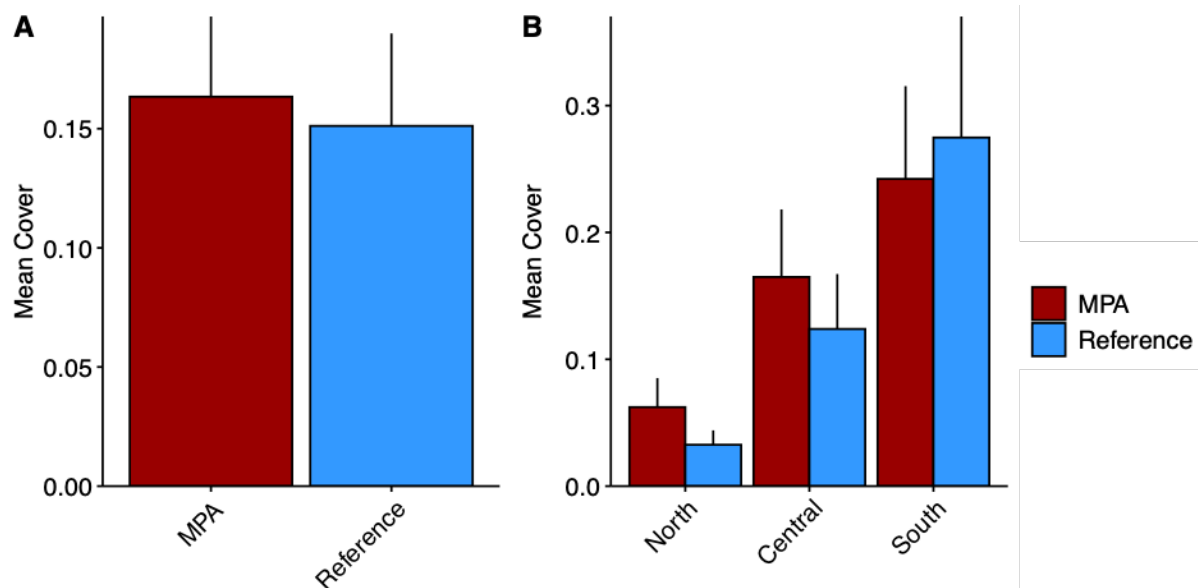 A
Mean Cover
0.15
0.10
0.05
0.00
MPA
Reference
B
Mean Cover
0.3
0.2
0.1
0.0
North
Central
South
MPA
Reference